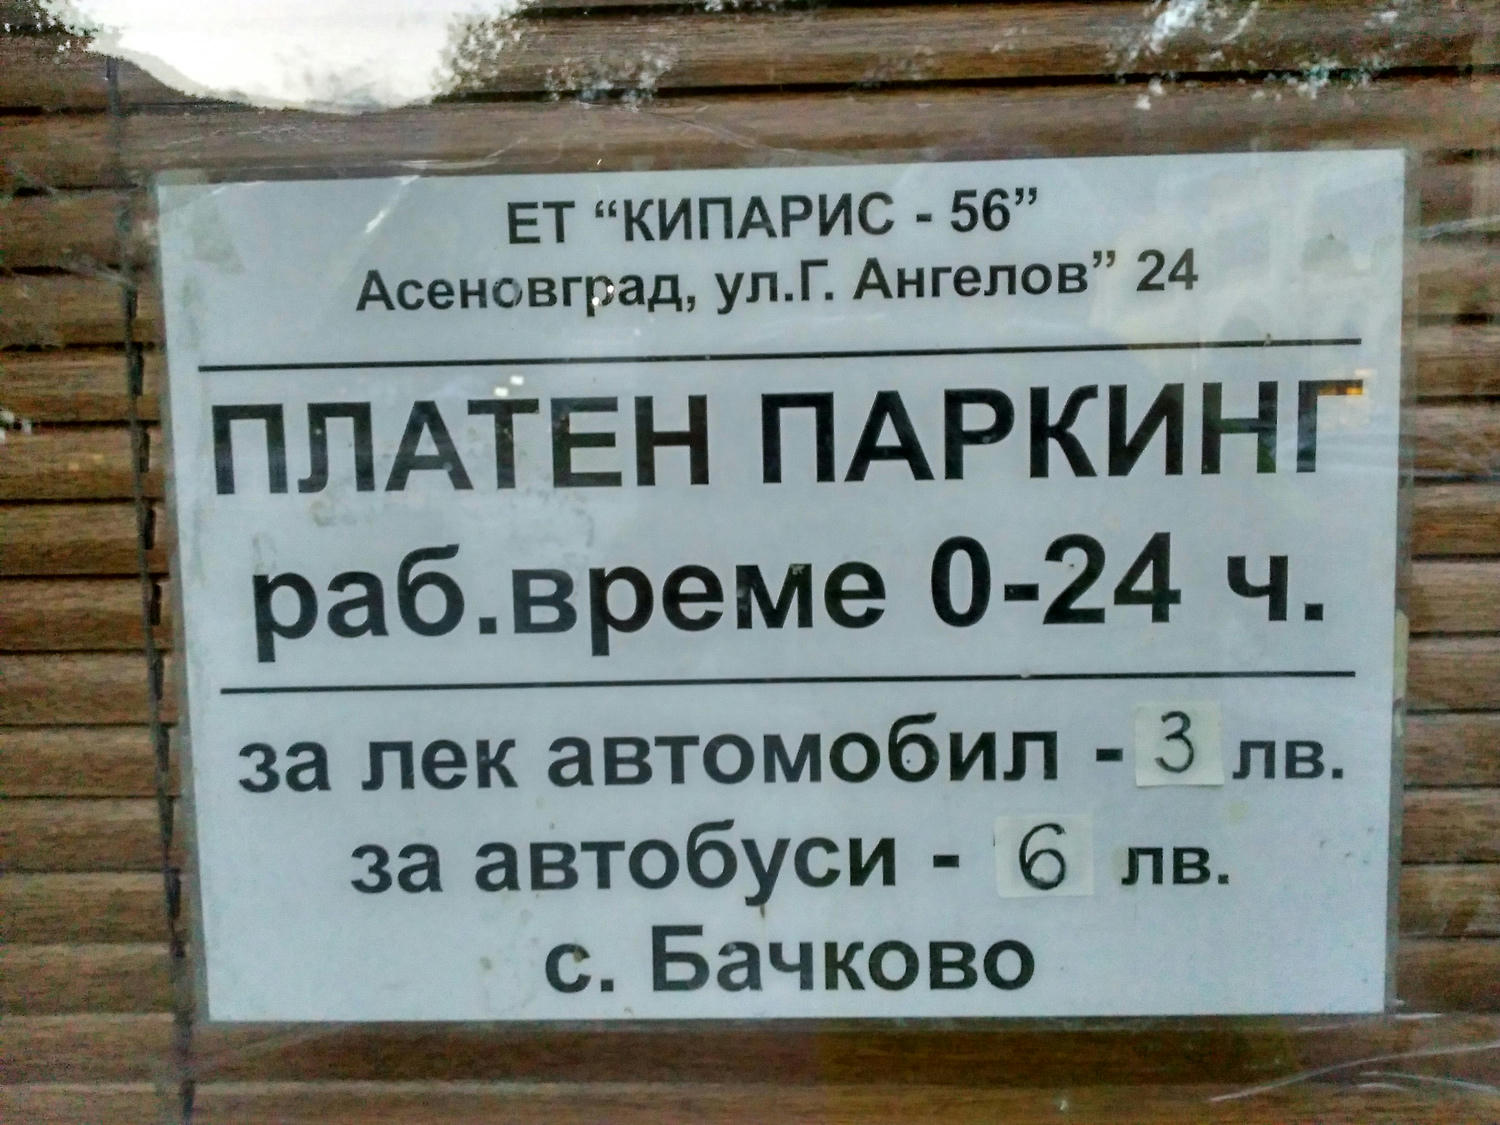 ЕТ “КИПАРИС - 56”
Асеновград, ул.Г. Ангелов” 24
ПЛАТЕН ПАРКИНГ
раб.време 0-24 ч.
за лек автомобил - 3 лв.
за автобуси - 6 лв.
с. Бачково